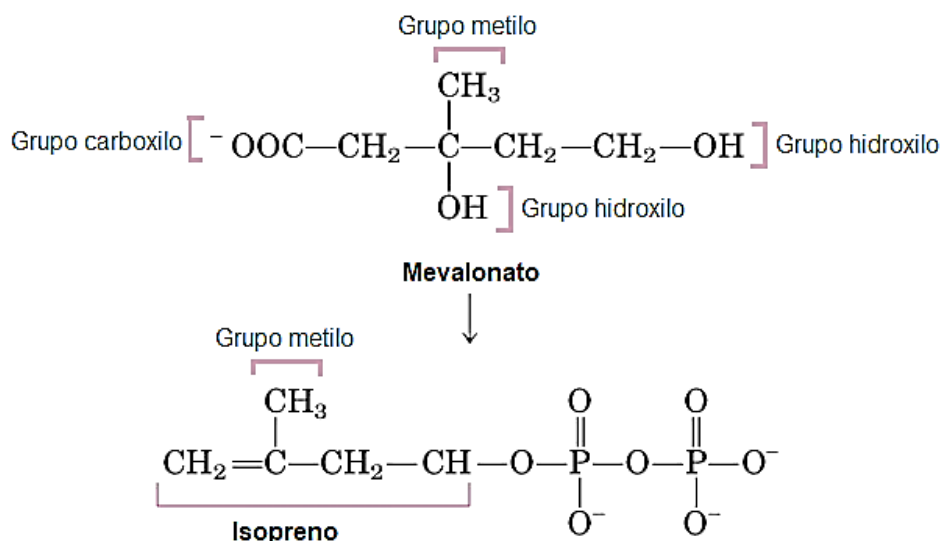 Grupo metilo
CH₃
Grupo carboxilo ⁻OOC—CH₂—C—CH₂—CH₂—OH Grupo hidroxilo
OH Grupo hidroxilo
Mevalonato
Grupo metilo
CH₃ O O
CH₂=C—CH₂—CH—O—P—O—P—O⁻
O⁻ O⁻
Isopreno